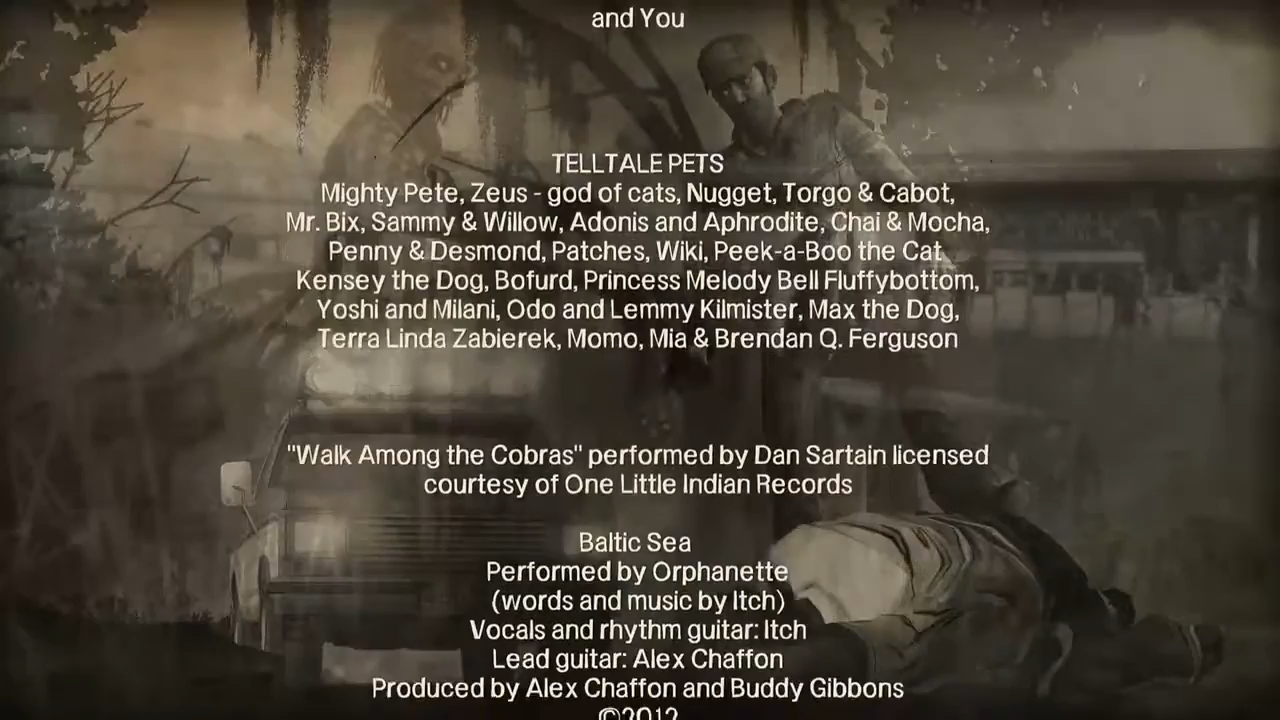 and You
TELLTALE PETS
Mighty Pete, Zeus - god of cats, Nugget, Torgo & Cabot,
Mr. Bix, Sammy & Willow, Adonis and Aphrodite, Chai & Mocha,
Penny & Desmond, Patches, Wiki, Peek-a-Boo the Cat,
Kensey the Dog, Bofurd, Princess Melody Bell Fluffybottom,
Yoshi and Milani, Odo and Lemmy Kilmister, Max the Dog,
Terra Linda Zabierek, Momo, Mia & Brendan Q. Ferguson
"Walk Among the Cobras" performed by Dan Sartain licensed
courtesy of One Little Indian Records
Baltic Sea
Performed by Orphanette
(words and music by Itch)
Vocals and rhythm guitar: Itch
Lead guitar: Alex Chaffon
Produced by Alex Chaffon and Buddy Gibbons
©2012